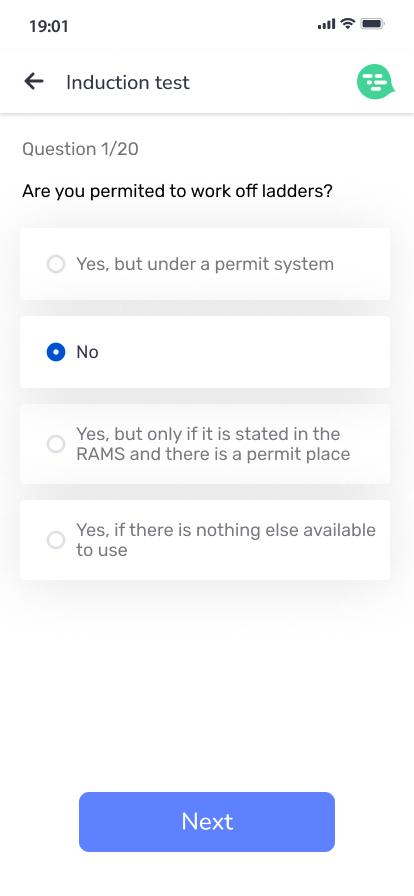 19:01
Induction test
Question 1/20
Are you permited to work off ladders?
Yes, but under a permit system
No
Yes, but only if it is stated in the
RAMS and there is a permit place
Yes, if there is nothing else available
to use
Next